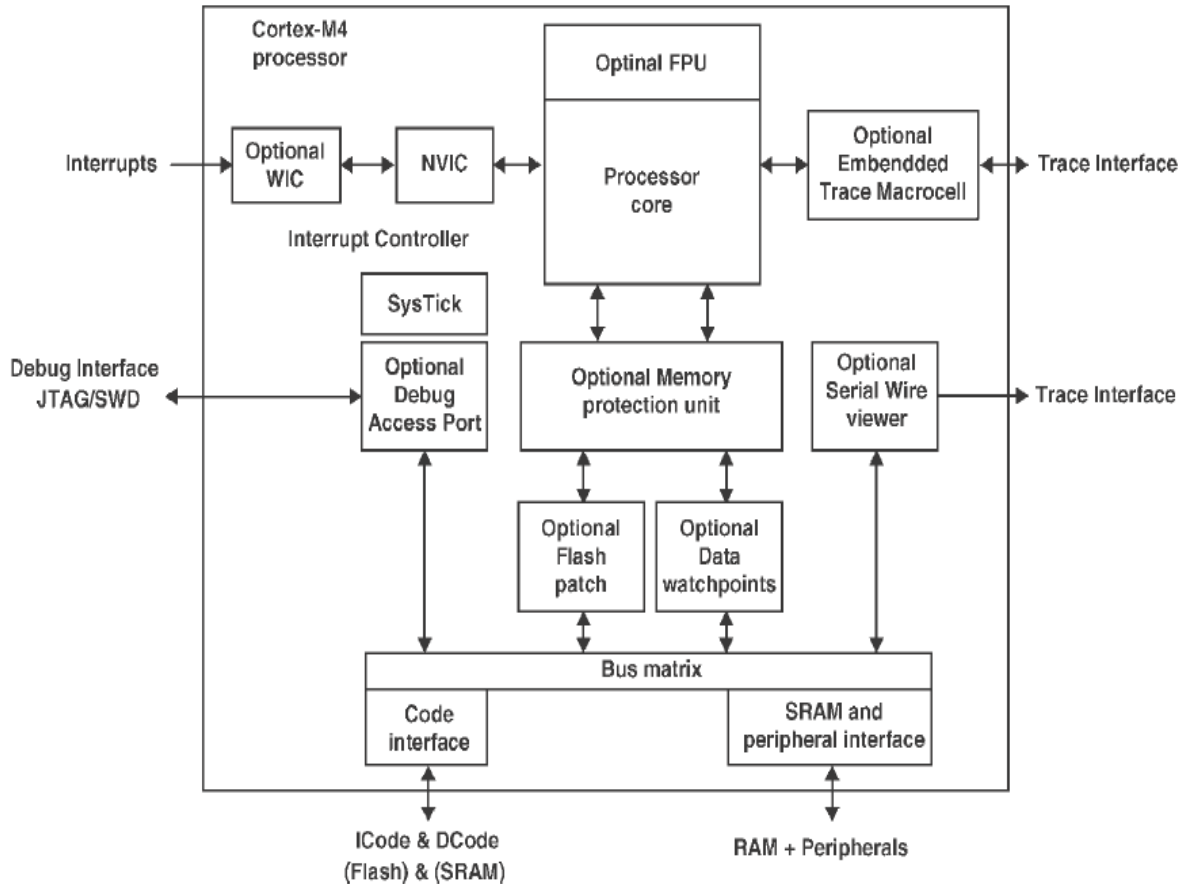 Cortex-M4
processor
Optinal FPU
Interrupts
Optional
WIC
NVIC
Processor
core
Optional
Embendded
Trace Macrocell
Trace Interface
Interrupt Controller
SysTick
Debug Interface
JTAG/SWD
Optional
Debug
Access Port
Optional Memory
protection unit
Optional
Serial Wire
viewer
Trace Interface
Optional
Flash
patch
Optional
Data
watchpoints
Bus matrix
Code
interface
SRAM and
peripheral interface
ICode & DCode
(Flash) & (SRAM)
RAM + Peripherals